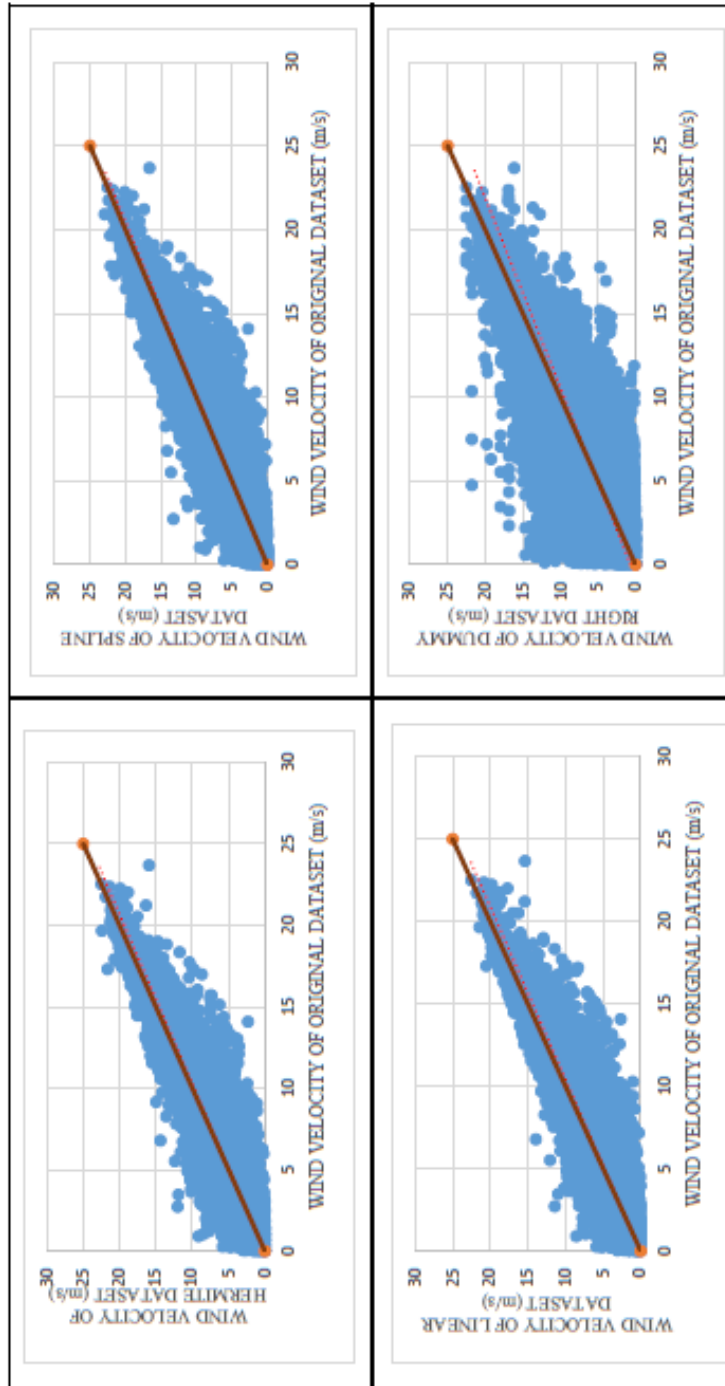 WIND VELOCITY OF
HERMITE DATASET (m/s)
30
25
20
15
10
5
0
0 5 10 15 20 25 30
WIND VELOCITY OF ORIGINAL DATASET (m/s)
WIND VELOCITY OF SPLINE
DATASET (m/s)
30
25
20
15
10
5
0
0 5 10 15 20 25 30
WIND VELOCITY OF ORIGINAL DATASET (m/s)
WIND VELOCITY OF LINEAR
DATASET (m/s)
30
25
20
15
10
5
0
0 5 10 15 20 25 30
WIND VELOCITY OF ORIGINAL DATASET (m/s)
WIND VELOCITY OF DUMMY
RIGHT DATASET (m/s)
30
25
20
15
10
5
0
0 5 10 15 20 25 30
WIND VELOCITY OF ORIGINAL DATASET (m/s)